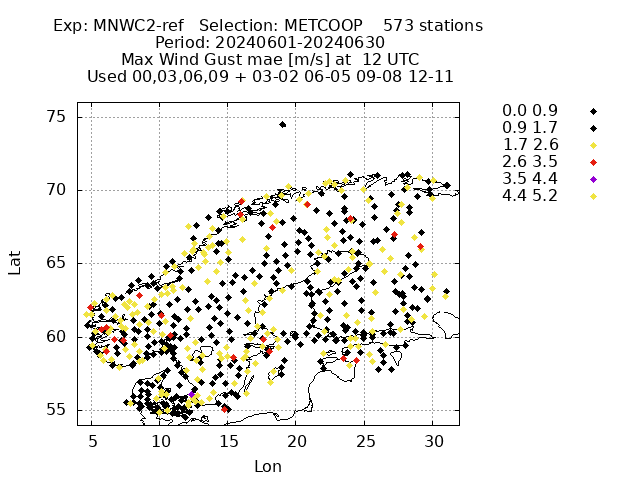 Exp: MNWC2-ref   Selection: METCOOP    573 stations
Period: 20240601-20240630
Max Wind Gust mae [m/s] at  12 UTC
Used 00,03,06,09 + 03-02 06-05 09-08 12-11
0.0 0.9
0.9 1.7
1.7 2.6
2.6 3.5
3.5 4.4
4.4 5.2
75
70
65
60
55
Lat
5 10 15 20 25 30
Lon